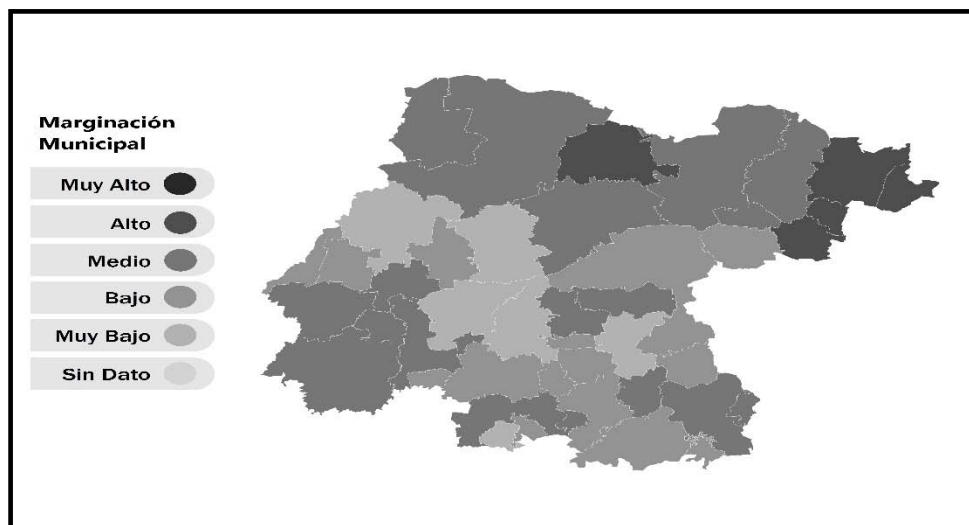 Marginación
Municipal
Muy Alto
Alto
Medio
Bajo
Muy Bajo
Sin Dato